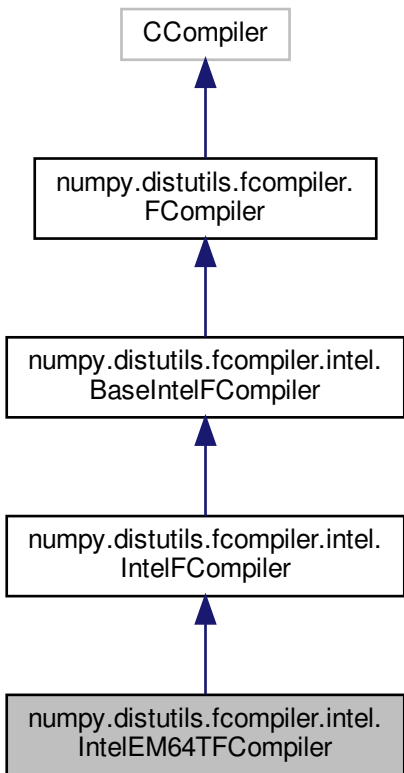 CCompiler
numpy.distutils.fcompiler.
FCompiler
numpy.distutils.fcompiler.intel.
BaseIntelFCompiler
numpy.distutils.fcompiler.intel.
IntelFCompiler
numpy.distutils.fcompiler.intel.
IntelEM64TFCompiler